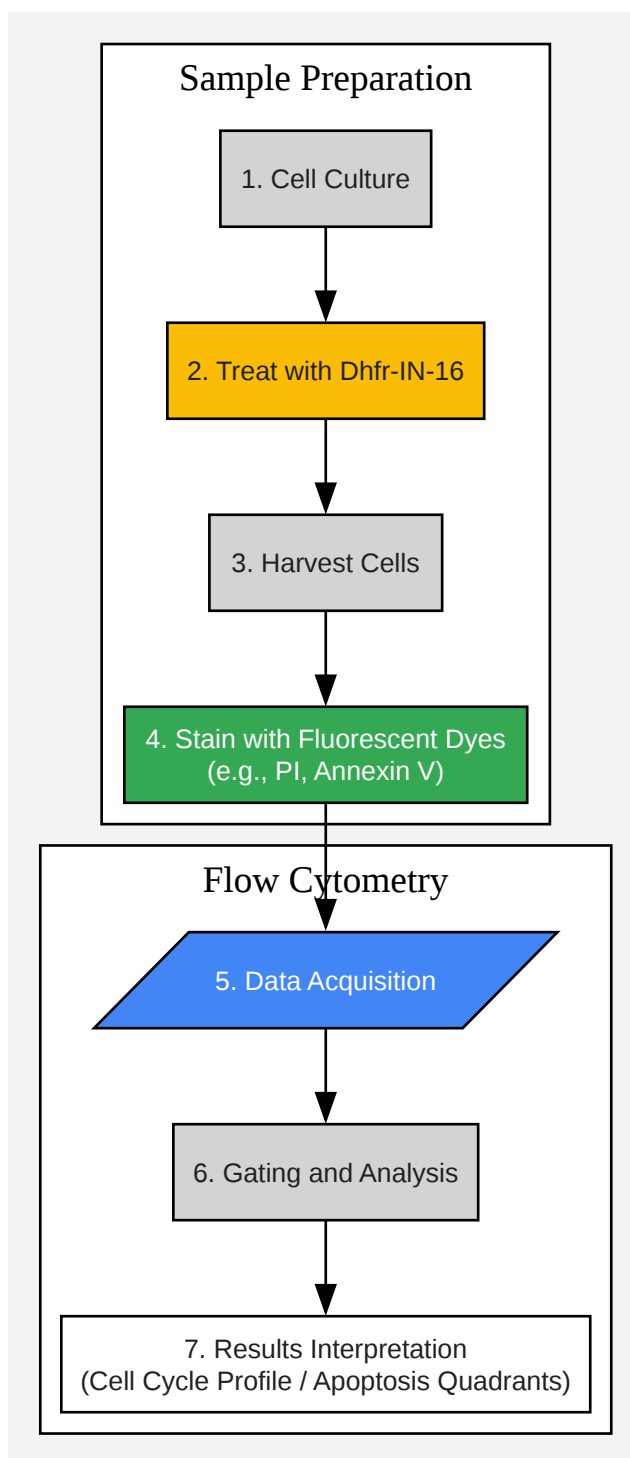 Sample Preparation
1. Cell Culture
2. Treat with Dhfr-IN-16
3. Harvest Cells
4. Stain with Fluorescent Dyes
(e.g., PI, Annexin V)
Flow Cytometry
5. Data Acquisition
6. Gating and Analysis
7. Results Interpretation
(Cell Cycle Profile / Apoptosis Quadrants)